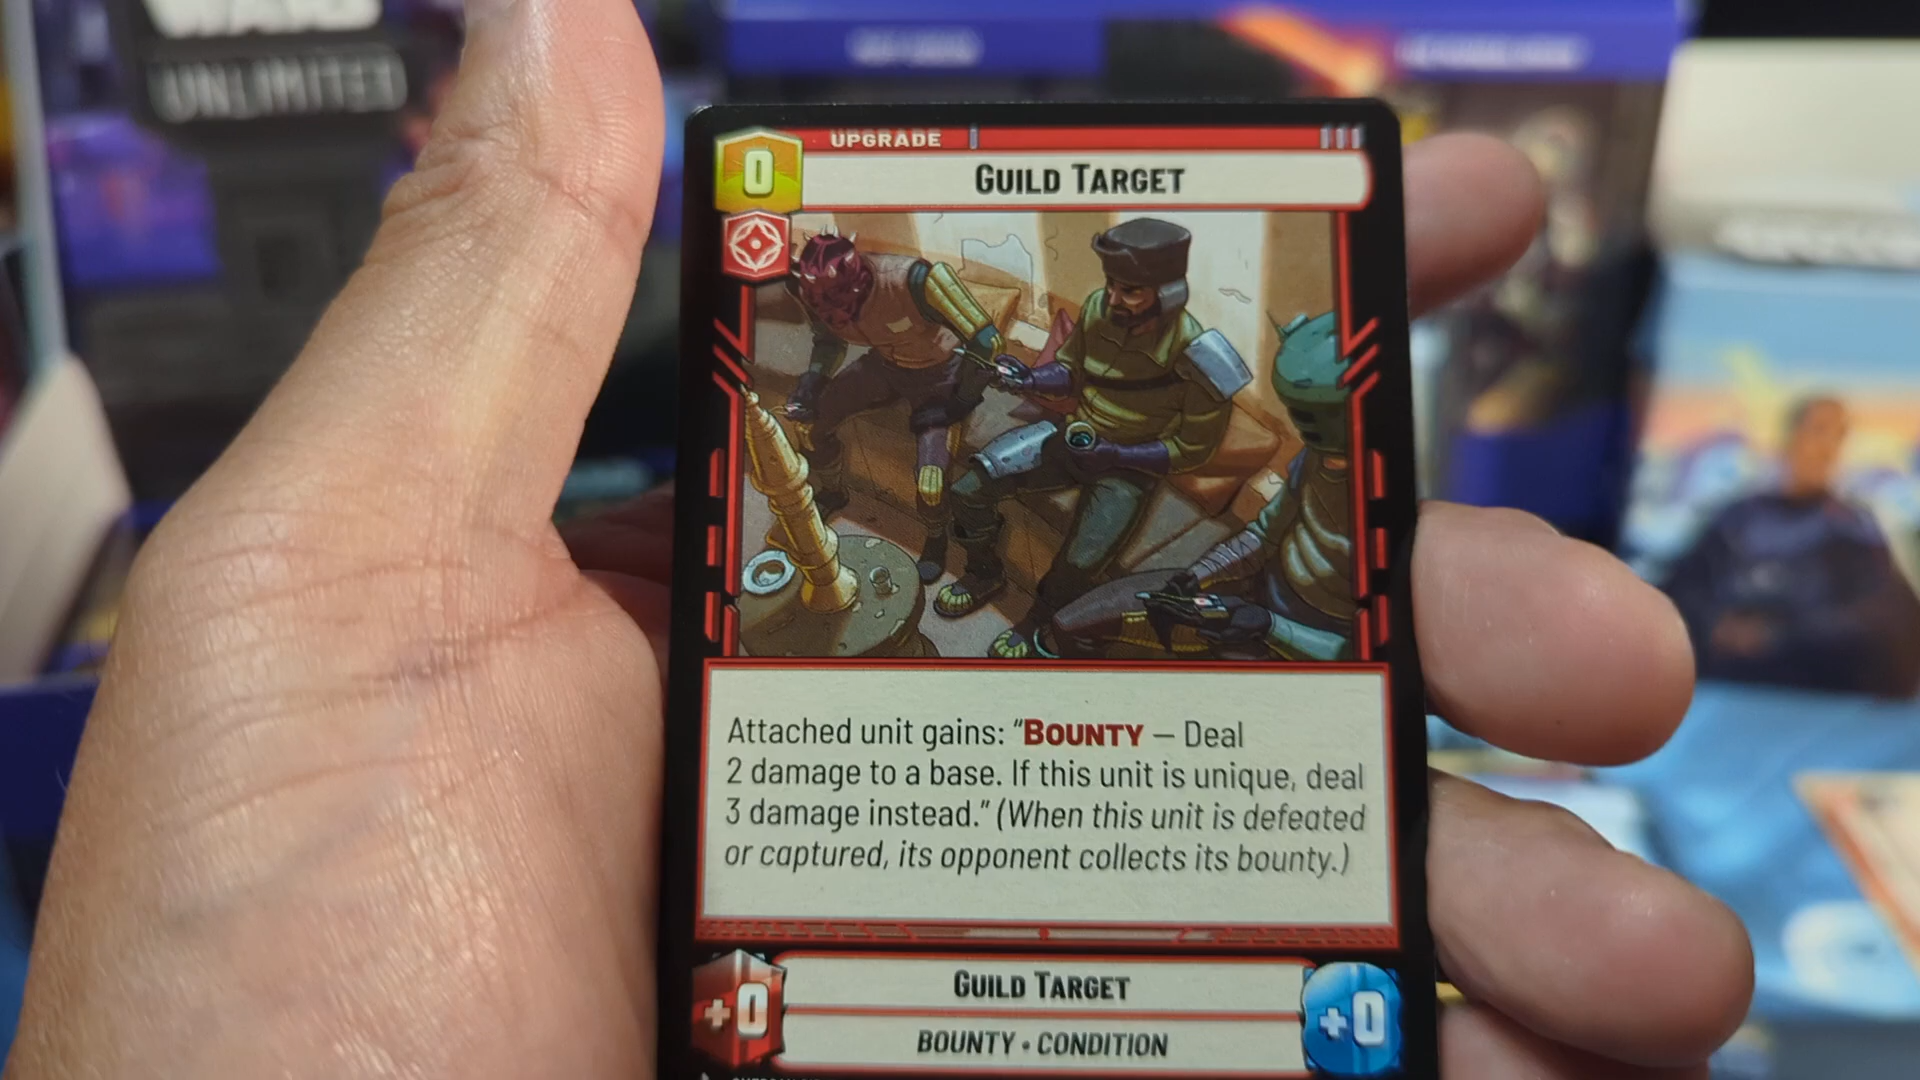 WARS
UNLIMITED
0
UPGRADE
GUILD TARGET
Attached unit gains: "BOUNTY – Deal
2 damage to a base. If this unit is unique, deal
3 damage instead." (When this unit is defeated
or captured, its opponent collects its bounty.)
+0
GUILD TARGET
+0
BOUNTY • CONDITION